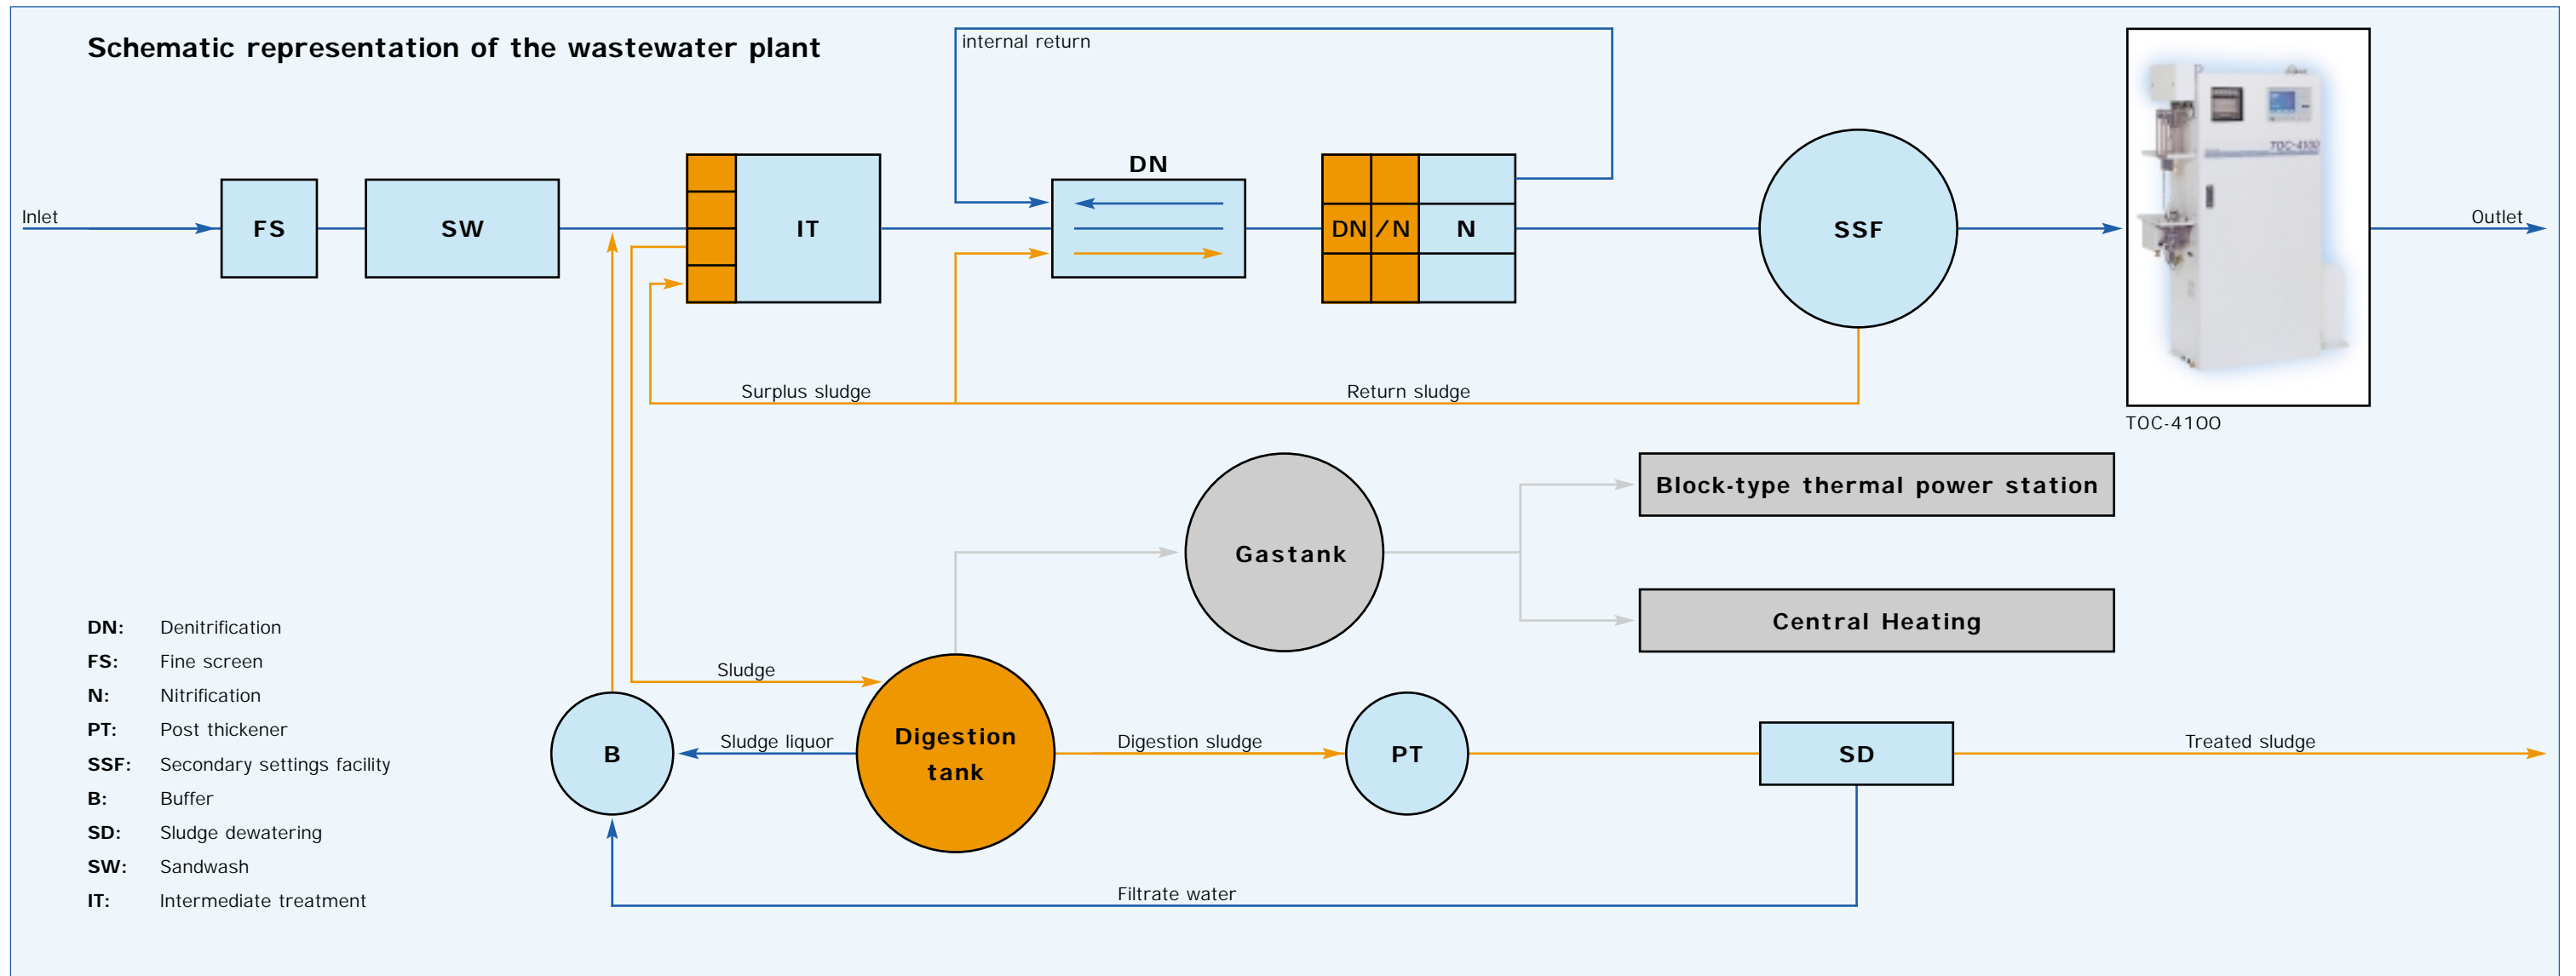 Schematic representation of the wastewater plant
internal return
Inlet
FS
SW
IT
DN
DN/N
N
SSF
TOC-4100
Outlet
Surplus sludge
Return sludge
TOC-4100
Gastank
Block-type thermal power station
Central Heating
Sludge
B
Sludge liquor
Digestion
tank
Digestion sludge
PT
SD
Treated sludge
Filtrate water
DN: Denitrification
FS: Fine screen
N: Nitrification
PT: Post thickener
SSF: Secondary settings facility
B: Buffer
SD: Sludge dewatering
SW: Sandwash
IT: Intermediate treatment